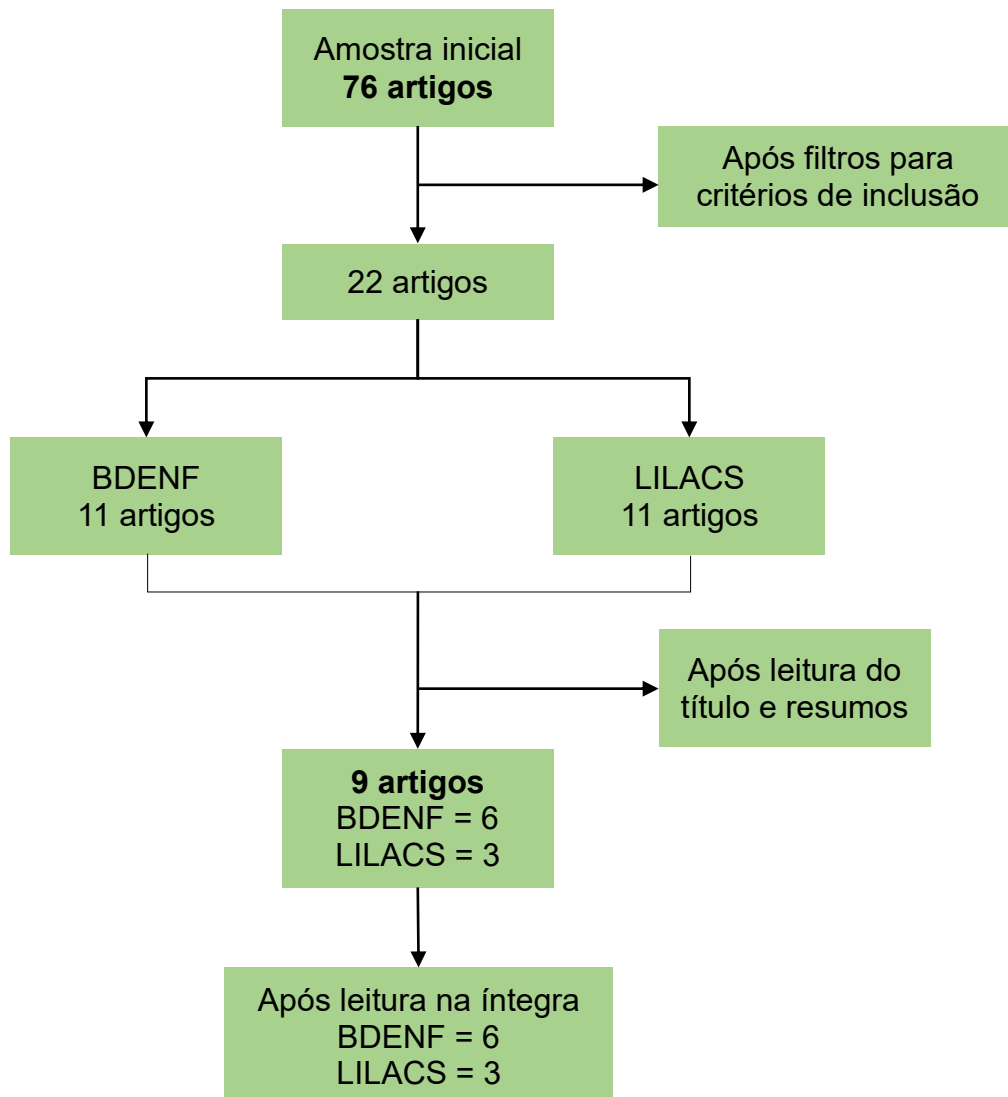 Amostra inicial
76 artigos
Após filtros para
critérios de inclusão
22 artigos
BDENF
11 artigos
LILACS
11 artigos
Após leitura do
título e resumos
9 artigos
BDENF = 6
LILACS = 3
Após leitura na íntegra
BDENF = 6
LILACS = 3